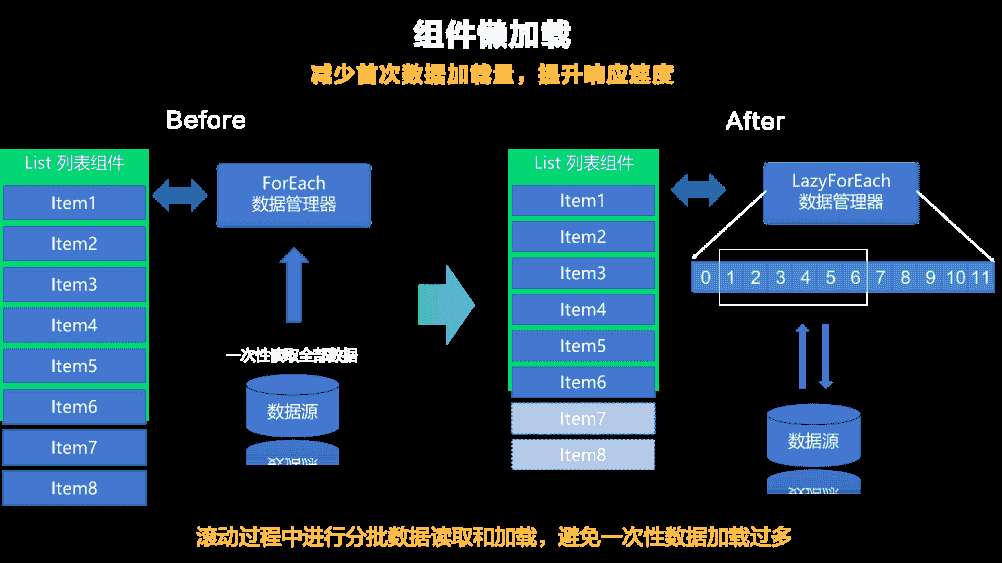 组件懒加载
减少首次数据加载量，提升响应速度
Before
List 列表组件
Item1
Item2
Item3
Item4
Item5
Item6
Item7
Item8
ForEach
数据管理器
一次性读取全部数据
数据源
After
List 列表组件
Item1
Item2
Item3
Item4
Item5
Item6
Item7
Item8
LazyForEach
数据管理器
0 1 2 3 4 5 6 7 8 9 10 11
数据源
滚动过程中进行分批数据读取和加载，避免一次性数据加载过多